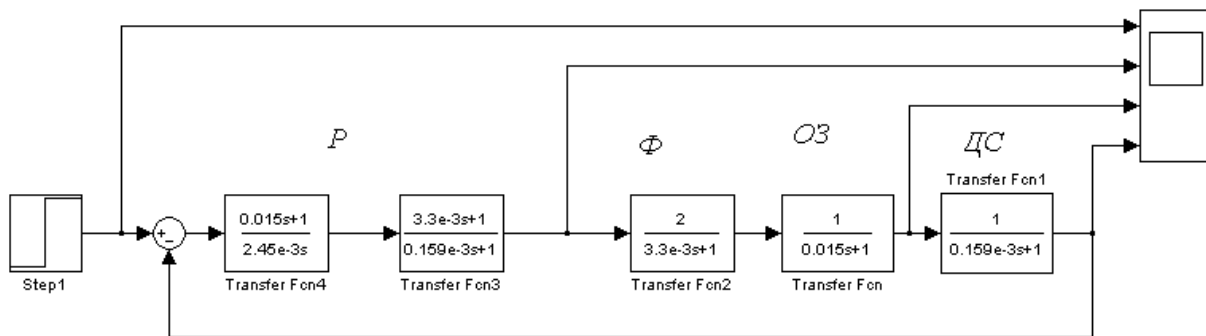 Р
Ф
ОЗ
ДС
Transfer Fcn1
+
-
0.015s+1
2.45e-3s
3.3e-3s+1
0.159e-3s+1
2
3.3e-3s+1
1
0.015s+1
1
0.159e-3s+1
Step1
Transfer Fcn4
Transfer Fcn3
Transfer Fcn2
Transfer Fcn